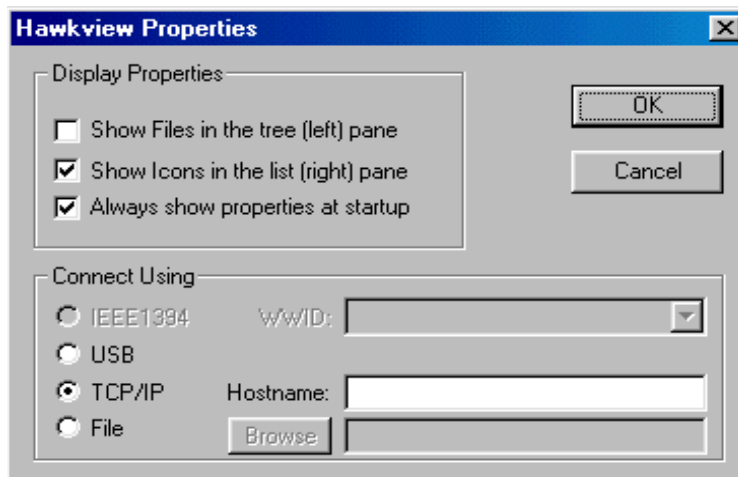 Hawkview Properties
Display Properties
Show Files in the tree (left) pane
Show Icons in the list (right) pane
Always show properties at startup
OK
Cancel
Connect Using
IEEE1394 WWID:
USB
TCP/IP Hostname:
File Browse